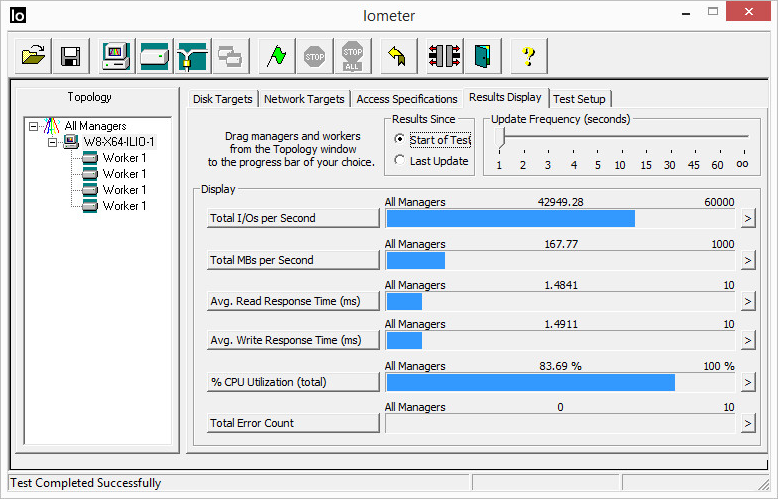 Io
Iometer
STOP
STOP
ALL
?
Topology
All Managers
W8-X64-ILIO-1
Worker 1
Worker 1
Worker 1
Worker 1
Disk Targets
Network Targets
Access Specifications
Results Display
Test Setup
Drag managers and workers
from the Topology window
to the progress bar of your choice.
Results Since
Start of Test
Last Update
Update Frequency (seconds)
1 2 3 4 5 10 15 30 45 60 oo
Display
Total I/Os per Second
All Managers 42949.28 60000
>
Total MBs per Second
All Managers 167.77 1000
>
Avg. Read Response Time (ms)
All Managers 1.4841 10
>
Avg. Write Response Time (ms)
All Managers 1.4911 10
>
% CPU Utilization (total)
All Managers 83.69 % 100 %
>
Total Error Count
All Managers 0 10
>
Test Completed Successfully